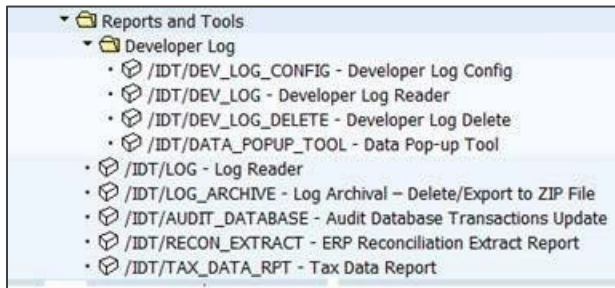 Reports and Tools
Developer Log
/IDT/DEV_LOG_CONFIG - Developer Log Config
/IDT/DEV_LOG - Developer Log Reader
/IDT/DEV_LOG_DELETE - Developer Log Delete
/IDT/DATA_POPUP_TOOL - Data Pop-up Tool
/IDT/LOG - Log Reader
/IDT/LOG_ARCHIVE - Log Archival – Delete/Export to ZIP File
/IDT/AUDIT_DATABASE - Audit Database Transactions Update
/IDT/RECON_EXTRACT - ERP Reconciliation Extract Report
/IDT/TAX_DATA_RPT - Tax Data Report